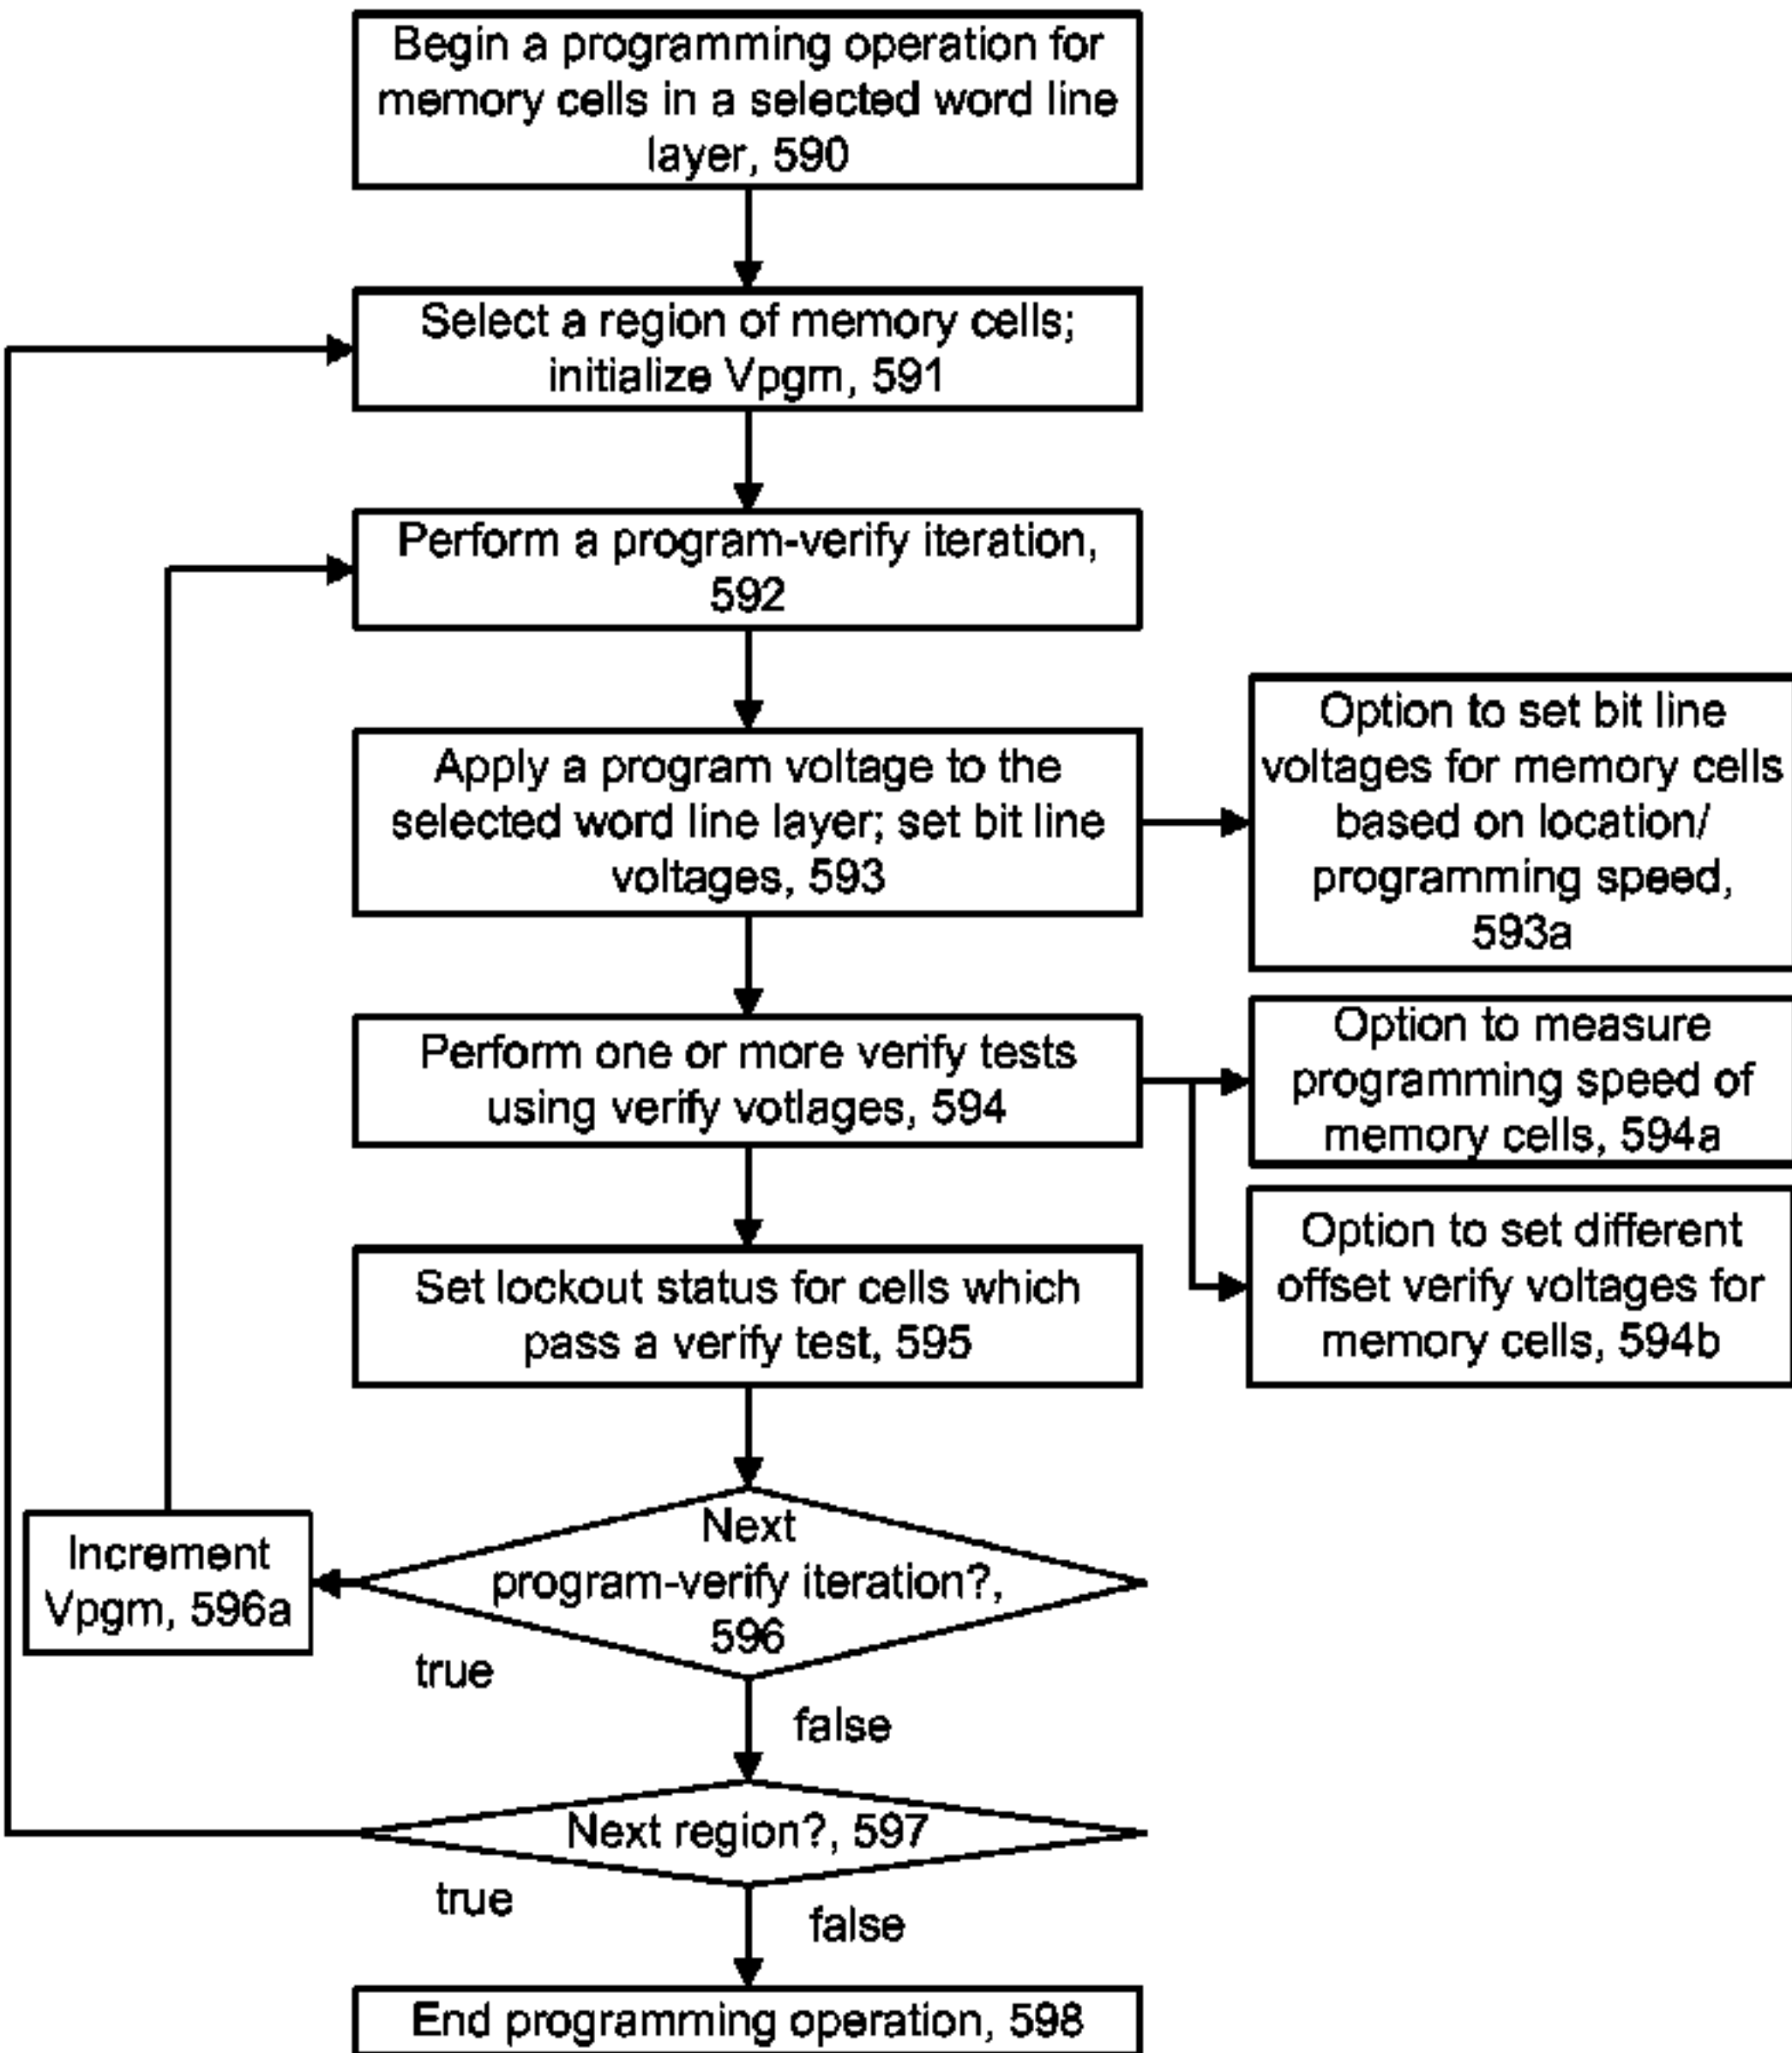 Begin a programming operation for
memory cells in a selected word line
layer, 590
Select a region of memory cells;
initialize Vpgm, 591
Perform a program-verify iteration,
592
Apply a program voltage to the
selected word line layer; set bit line
voltages, 593
Option to set bit line
voltages for memory cells
based on location/
programming speed,
593a
Perform one or more verify tests
using verify votlages, 594
Option to measure
programming speed of
memory cells, 594a
Option to set different
offset verify voltages for
memory cells, 594b
Set lockout status for cells which
pass a verify test, 595
Next
program-verify iteration?,
596
Increment
Vpgm, 596a
true
false
Next region?, 597
true
false
End programming operation, 598